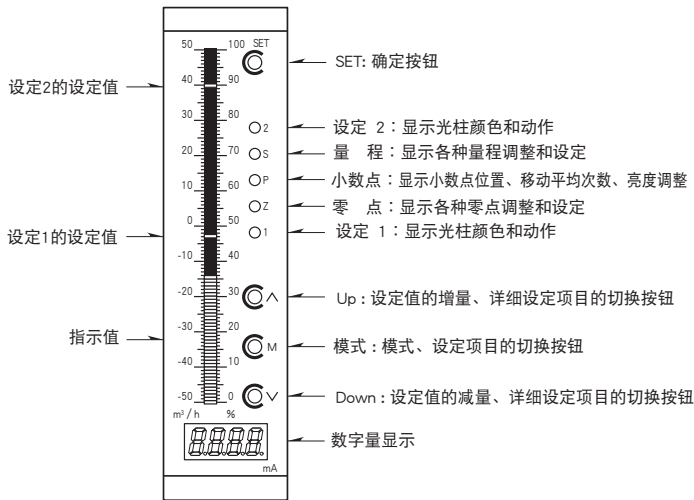 50 100 SET
SET: 确定按钮
40 90
设定2的设定值
30 80
2
设定 2：显示光柱颜色和动作
20 70
S
量 程：显示各种量程调整和设定
10 60
P
小数点：显示小数点位置、移动平均次数、亮度调整
Z
零 点：显示各种零点调整和设定
0 50
1
设定 1：显示光柱颜色和动作
设定1的设定值
-10 40
-20 30
Up：设定值的增量、详细设定项目的切换按钮
-30 20
指示值
M
模式：模式、设定项目的切换按钮
-40 10
-50 0
Down：设定值的减量、详细设定项目的切换按钮
m³/h %
8.8.8.8
数字量显示
mA